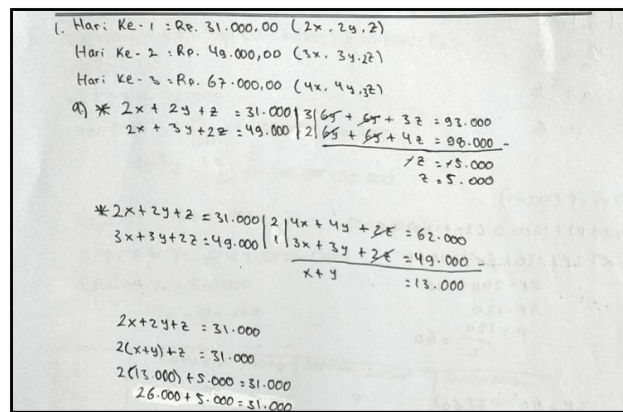 1. Hari Ke-1 : Rp. 31.000,00 (2x, 2y, z)
Hari Ke-2 : Rp. 49.000,00 (3x, 3y, 2z)
Hari Ke-3 : Rp. 67.000,00 (4x, 4y, 3z)
a) * 2x + 2y + z = 31.000 | 3 | 6y + 6y + 3z = 93.000
2x + 3y + 2z = 49.000 | 2 | 6y + 6y + 4z = 98.000 -
-z = -5.000
z = 5.000
* 2x + 2y + z = 31.000 | 2 | 4x + 4y + 2z = 62.000
3x + 3y + 2z = 49.000 | 1 | 3x + 3y + 2z = 49.000 -
x + y = 13.000
2x + 2y + z = 31.000
2(x+y) + z = 31.000
2(13.000) + 5.000 = 31.000
26.000 + 5.000 = 31.000